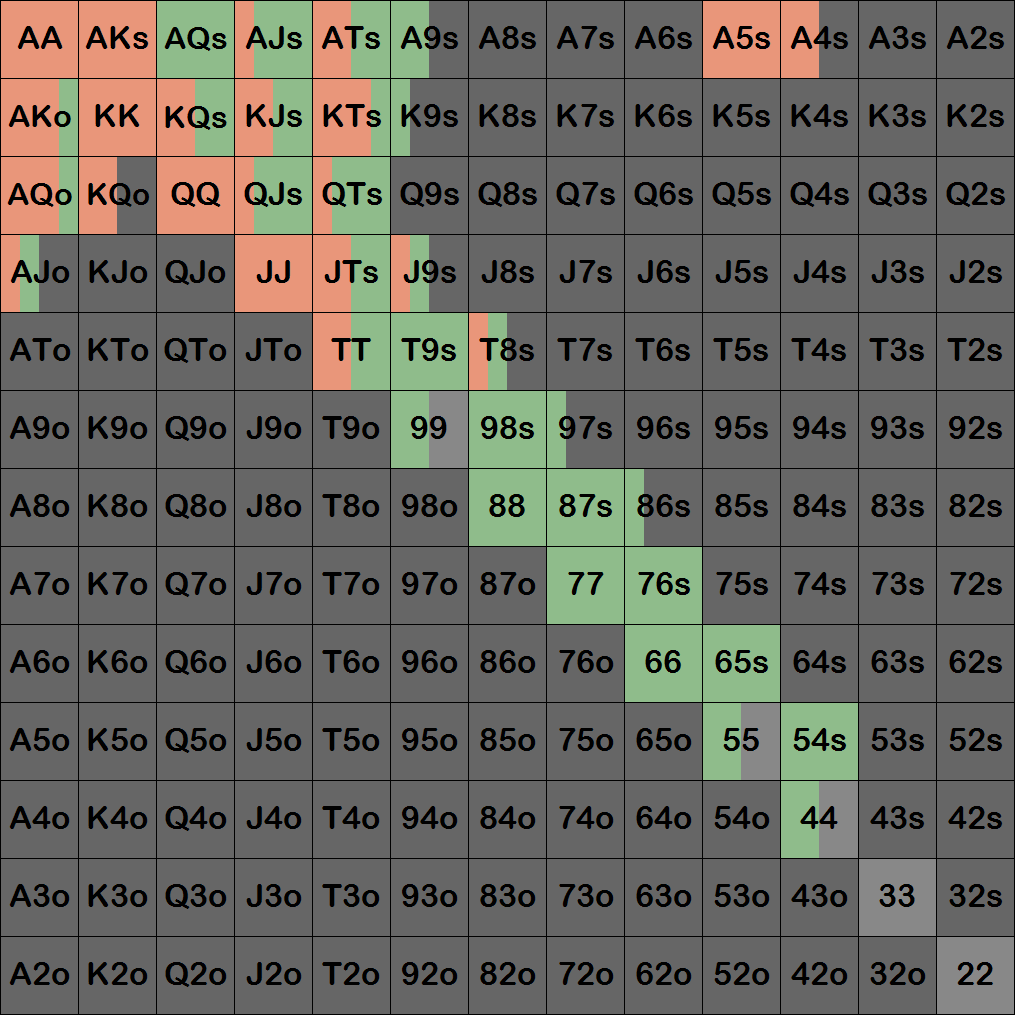 AA AKs AQs AJs ATs A9s A8s A7s A6s A5s A4s A3s A2s
AKo KK KQs KJs KTs K9s K8s K7s K6s K5s K4s K3s K2s
AQo KQo QQ QJs QTs Q9s Q8s Q7s Q6s Q5s Q4s Q3s Q2s
AJo KJo QJo JJ JTs J9s J8s J7s J6s J5s J4s J3s J2s
ATo KTo QTo JTo TT T9s T8s T7s T6s T5s T4s T3s T2s
A9o K9o Q9o J9o T9o 99 98s 97s 96s 95s 94s 93s 92s
A8o K8o Q8o J8o T8o 98o 88 87s 86s 85s 84s 83s 82s
A7o K7o Q7o J7o T7o 97o 87o 77 76s 75s 74s 73s 72s
A6o K6o Q6o J6o T6o 96o 86o 76o 66 65s 64s 63s 62s
A5o K5o Q5o J5o T5o 95o 85o 75o 65o 55 54s 53s 52s
A4o K4o Q4o J4o T4o 94o 84o 74o 64o 54o 44 43s 42s
A3o K3o Q3o J3o T3o 93o 83o 73o 63o 53o 43o 33 32s
A2o K2o Q2o J2o T2o 92o 82o 72o 62o 52o 42o 32o 22